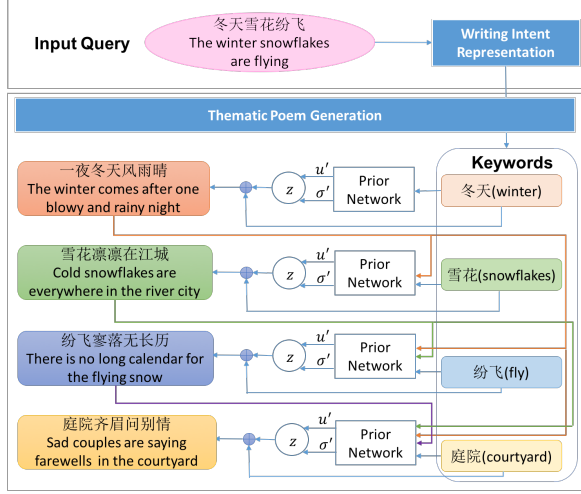 Input Query
冬天雪花纷飞
The winter snowflakes
are flying
Writing Intent
Representation
Thematic Poem Generation
Keywords
一夜冬天风雨晴
The winter comes after one
blowy and rainy night
z
u′
σ′
Prior
Network
冬天(winter)
雪花凛凛在江城
Cold snowflakes are
everywhere in the river city
z
u′
σ′
Prior
Network
雪花(snowflakes)
纷飞寥落无长历
There is no long calendar for
the flying snow
z
u′
σ′
Prior
Network
纷飞(fly)
庭院齐眉问别情
Sad couples are saying
farewells in the courtyard
z
u′
σ′
Prior
Network
庭院(courtyard)